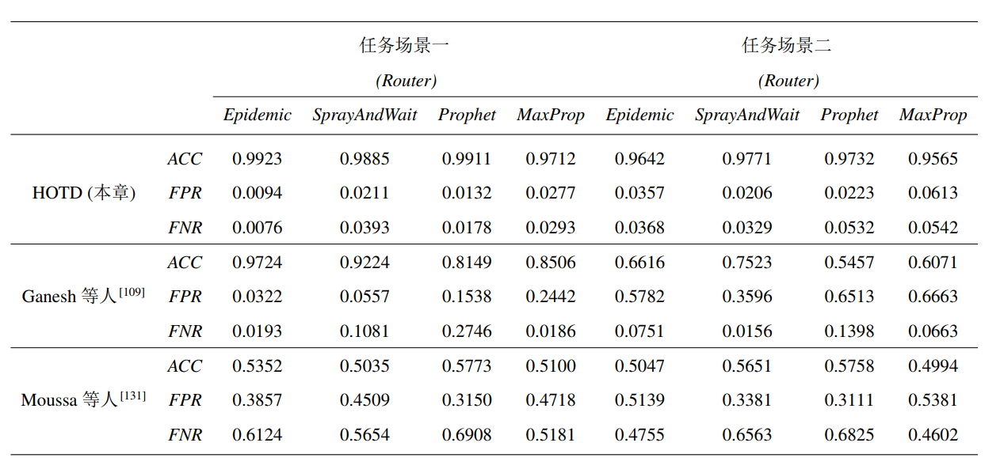 任务场景一 任务场景二
(Router) (Router)
Epidemic SprayAndWait Prophet MaxProp Epidemic SprayAndWait Prophet MaxProp
ACC 0.9923 0.9885 0.9911 0.9712 0.9642 0.9771 0.9732 0.9565
HOTD (本章) FPR 0.0094 0.0211 0.0132 0.0277 0.0357 0.0206 0.0223 0.0613
FNR 0.0076 0.0393 0.0178 0.0293 0.0368 0.0329 0.0532 0.0542
ACC 0.9724 0.9224 0.8149 0.8506 0.6616 0.7523 0.5457 0.6071
Ganesh 等人[109] FPR 0.0322 0.0557 0.1538 0.2442 0.5782 0.3596 0.6513 0.6663
FNR 0.0193 0.1081 0.2746 0.0186 0.0751 0.0156 0.1398 0.0663
ACC 0.5352 0.5035 0.5773 0.5100 0.5047 0.5651 0.5758 0.4994
Moussa 等人[131] FPR 0.3857 0.4509 0.3150 0.4718 0.5139 0.3381 0.3111 0.5381
FNR 0.6124 0.5654 0.6908 0.5181 0.4755 0.6563 0.6825 0.4602